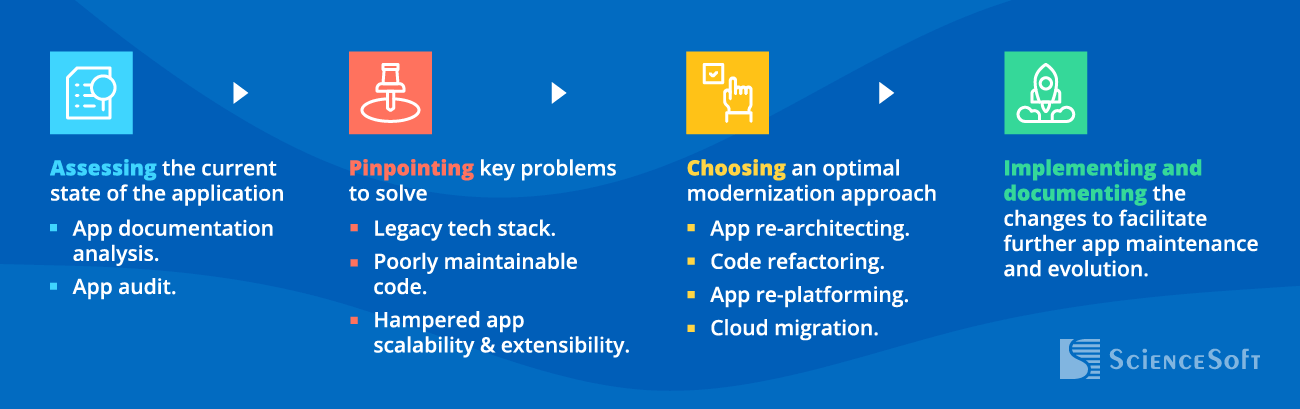 Assessing the current
state of the application
App documentation
analysis.
App audit.
Pinpointing key problems
to solve
Legacy tech stack.
Poorly maintainable
code.
Hampered app
scalability & extensibility.
Choosing an optimal
modernization approach
App re-architecting.
Code refactoring.
App re-platforming.
Cloud migration.
Implementing and
documenting the
changes to facilitate
further app maintenance
and evolution.
ScienceSoft